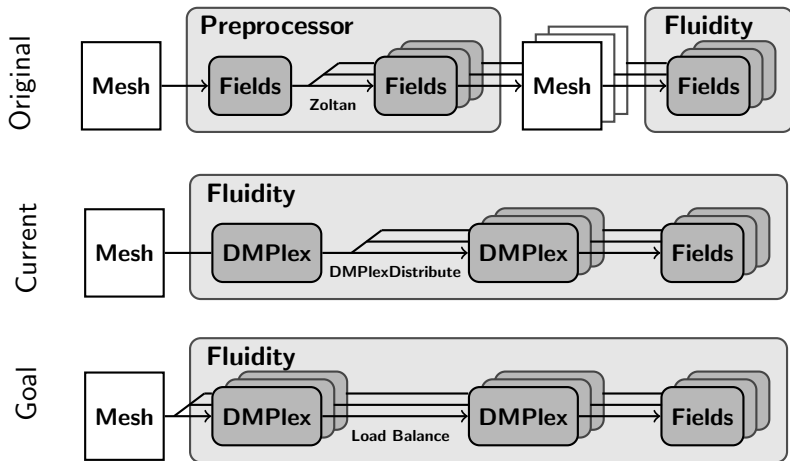 Original
Preprocessor
Fluidity
Mesh
Fields
Zoltan
Fields
Mesh
Fields
Current
Fluidity
Mesh
DMPlex
DMPlexDistribute
DMPlex
Fields
Goal
Fluidity
Mesh
DMPlex
Load Balance
DMPlex
Fields